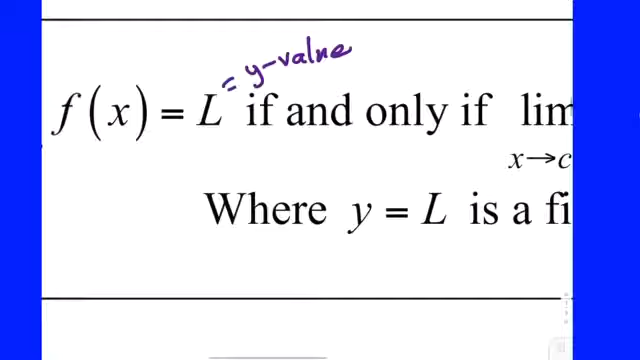 = y-value
f(x) = L if and only if lim
x→c
Where y = L is a fi